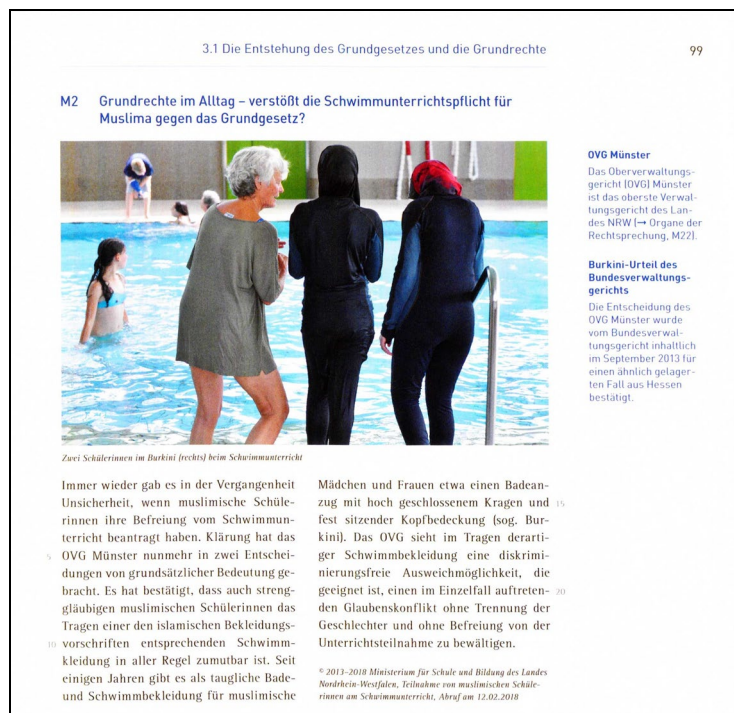 3.1 Die Entstehung des Grundgesetzes und die Grundrechte
99
M2 Grundrechte im Alltag – verstößt die Schwimmunterrichtspflicht für
Muslima gegen das Grundgesetz?
Zwei Schülerinnen im Burkini (rechts) beim Schwimmunterricht
Immer wieder gab es in der Vergangenheit
Unsicherheit, wenn muslimische Schüle-
rinnen ihre Befreiung vom Schwimmun-
terricht beantragt haben. Klärung hat das
5 OVG Münster nunmehr in zwei Entschei-
dungen von grundsätzlicher Bedeutung ge-
bracht. Es hat bestätigt, dass auch streng-
gläubigen muslimischen Schülerinnen das
Tragen einer den islamischen Bekleidungs-
10 vorschriften entsprechenden Schwimm-
kleidung in aller Regel zumutbar ist. Seit
einigen Jahren gibt es als taugliche Bade-
und Schwimmbekleidung für muslimische
Mädchen und Frauen etwa einen Badean-
zug mit hoch geschlossenem Kragen und 15
fest sitzender Kopfbedeckung (sog. Bur-
kini). Das OVG sieht im Tragen derarti-
ger Schwimmbekleidung eine diskrimi-
nierungsfreie Ausweichmöglichkeit, die
geeignet ist, einen im Einzelfall auftreten- 20
den Glaubenskonflikt ohne Trennung der
Geschlechter und ohne Befreiung von der
Unterrichtsteilnahme zu bewältigen.
© 2013–2018 Ministerium für Schule und Bildung des Landes
Nordrhein-Westfalen, Teilnahme von muslimischen Schüle-
rinnen am Schwimmunterricht, Abruf am 12.02.2018
OVG Münster
Das Oberverwaltungs-
gericht (OVG) Münster
ist das oberste Verwal-
tungsgericht des Lan-
des NRW (→ Organe der
Rechtsprechung, M22).
Burkini-Urteil des
Bundesverwaltungs-
gerichts
Die Entscheidung des
OVG Münster wurde
vom Bundesverwal-
tungsgericht inhaltlich
im September 2013 für
einen ähnlich gelager-
ten Fall aus Hessen
bestätigt.